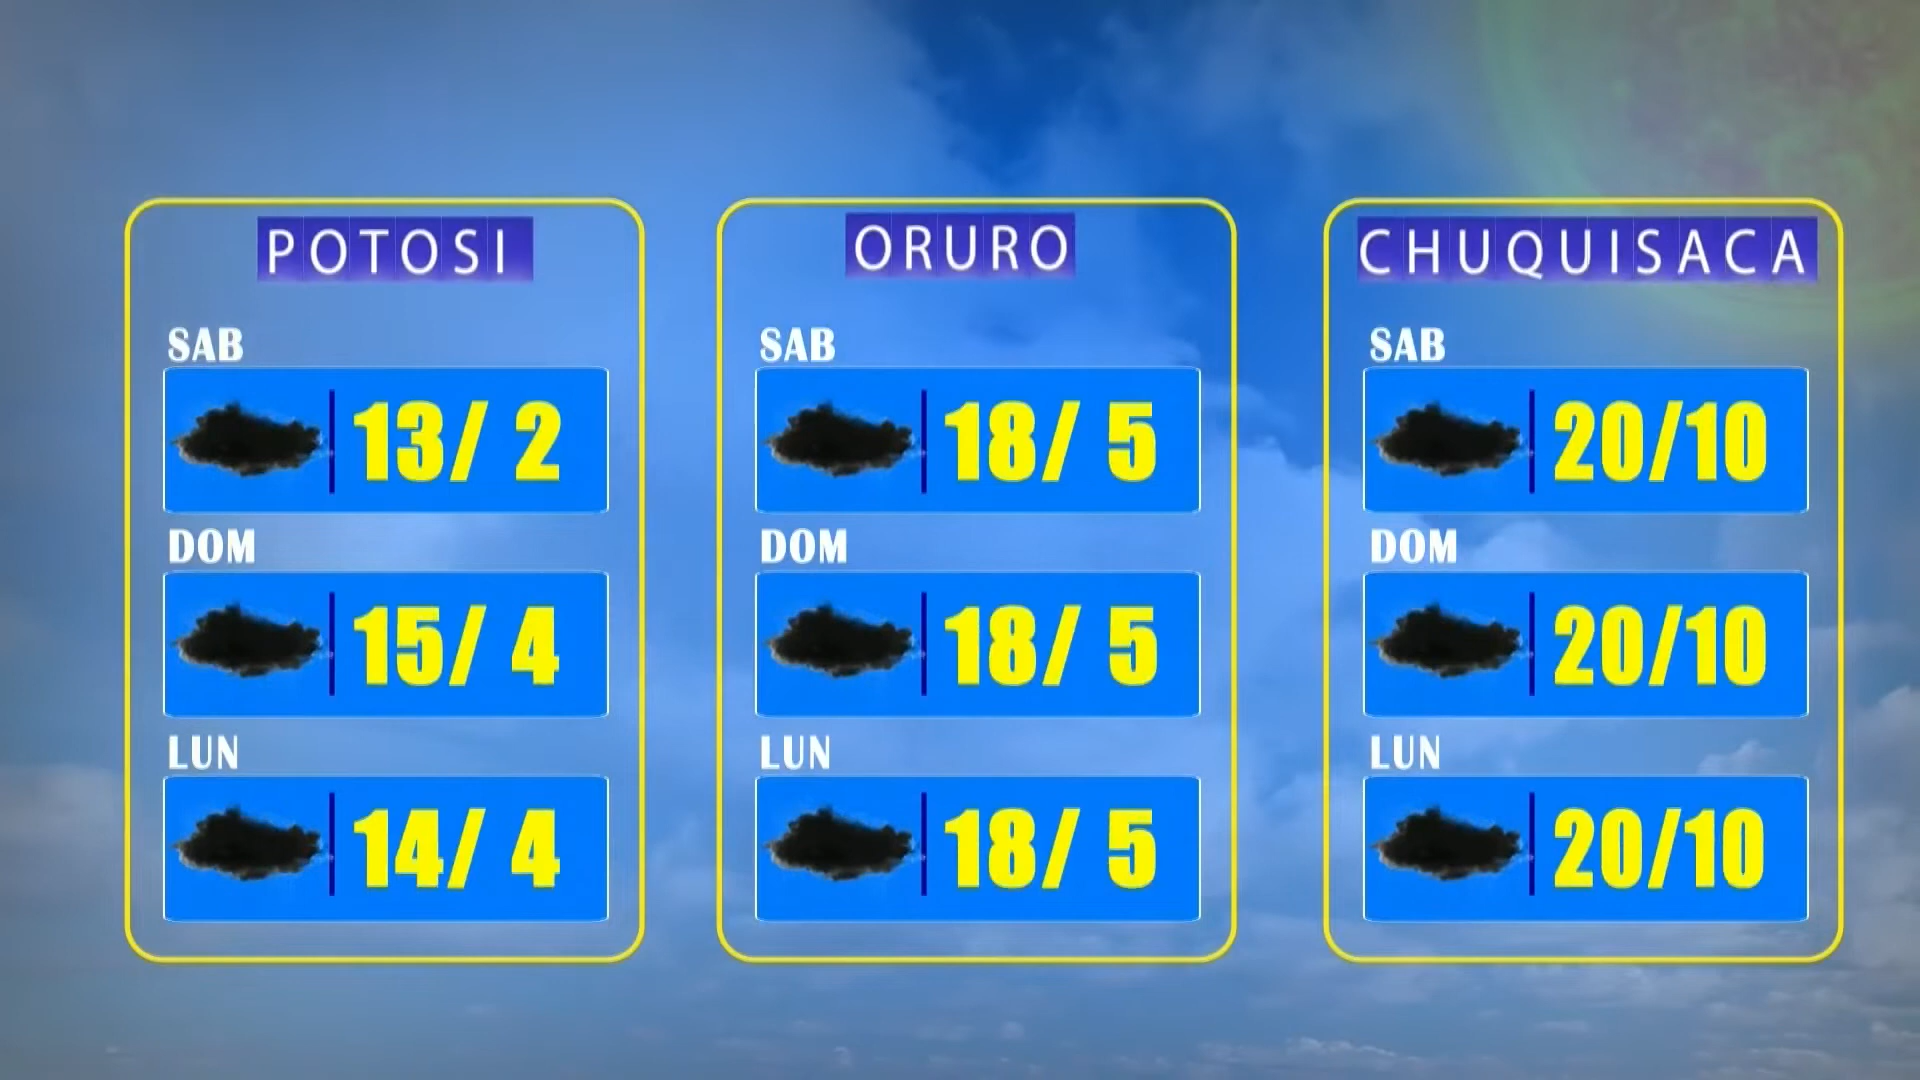 POTOSI
SAB
13/ 2
DOM
15/ 4
LUN
14/ 4
ORURO
SAB
18/ 5
DOM
18/ 5
LUN
18/ 5
CHUQUISACA
SAB
20/10
DOM
20/10
LUN
20/10